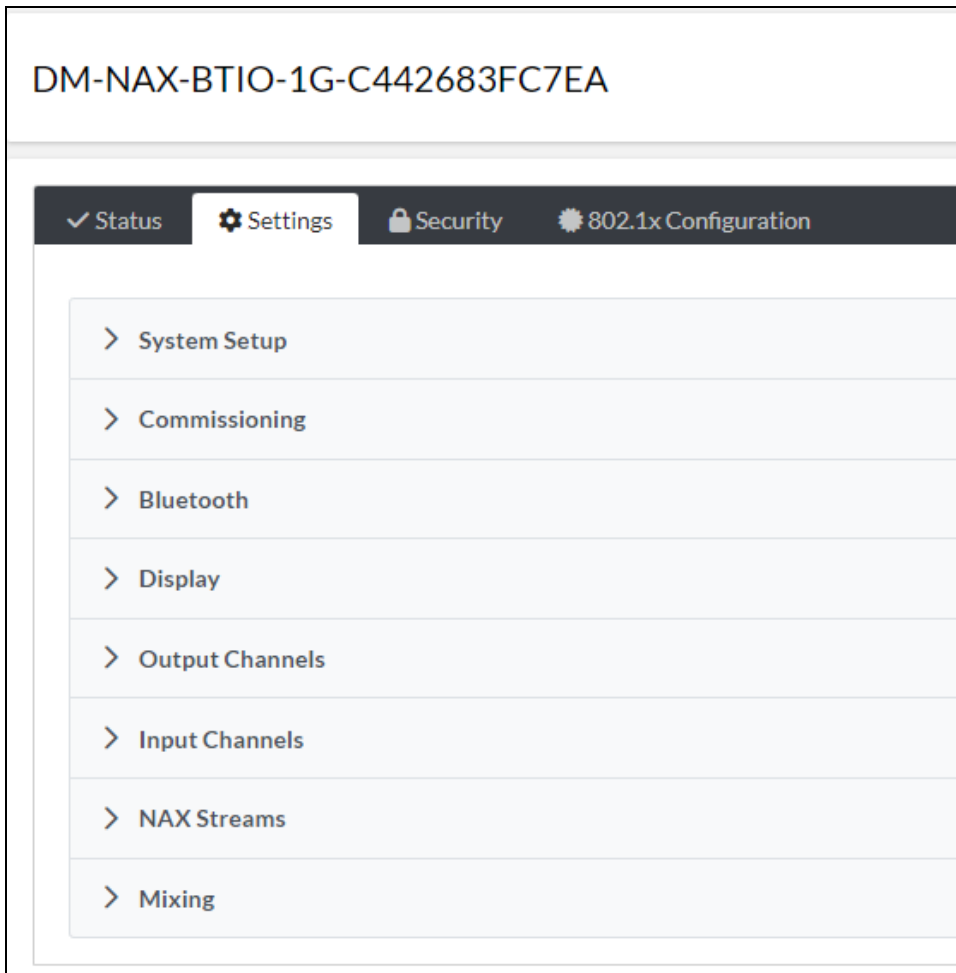 DM-NAX-BTIO-1G-C442683FC7EA
Status Settings Security 802.1x Configuration
System Setup
Commissioning
Bluetooth
Display
Output Channels
Input Channels
NAX Streams
Mixing